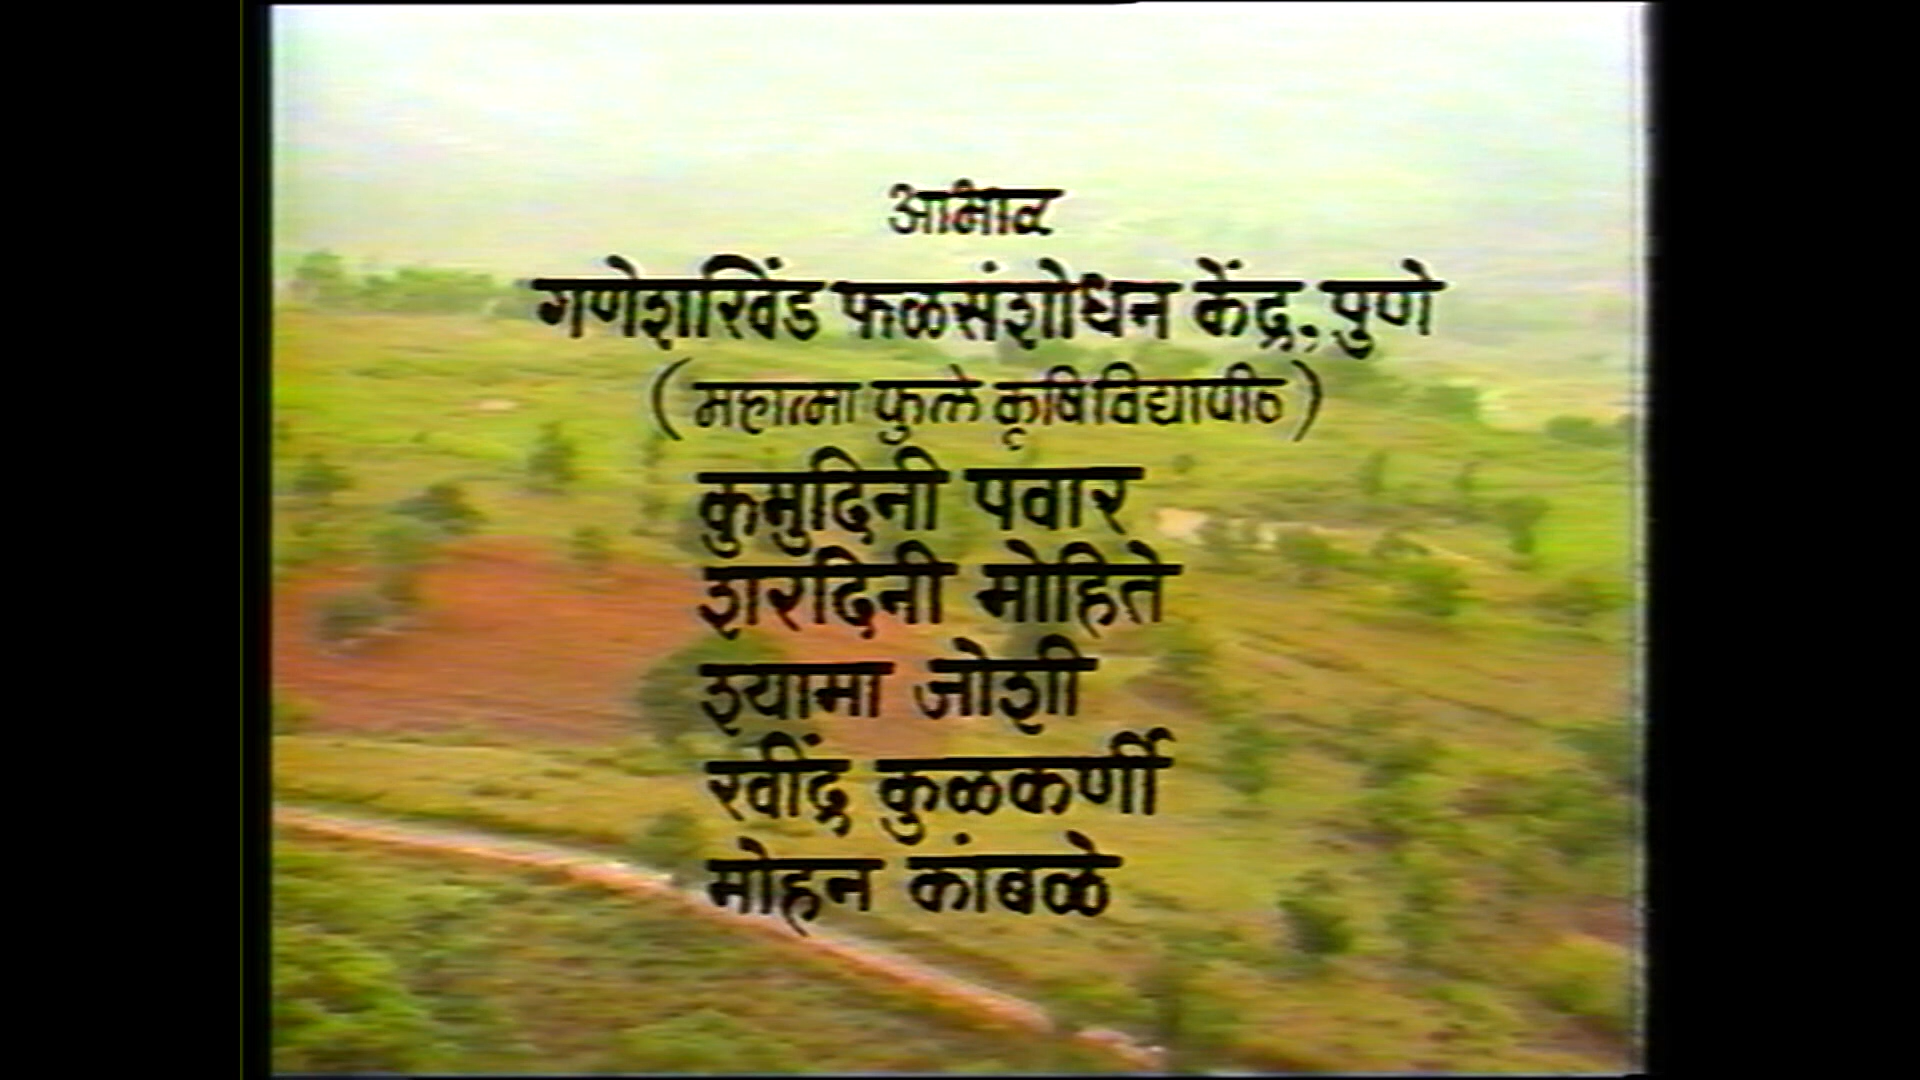 आभार
गणेशखिंड फळसंशोधन केंद्र, पुणे
(महात्मा फुले कृषि विद्यापीठ)
कुमुदिनी पवार
शरदिनी मोहिते
श्यामा जोशी
रवींद्र कुळकर्णी
मोहन कांबळे